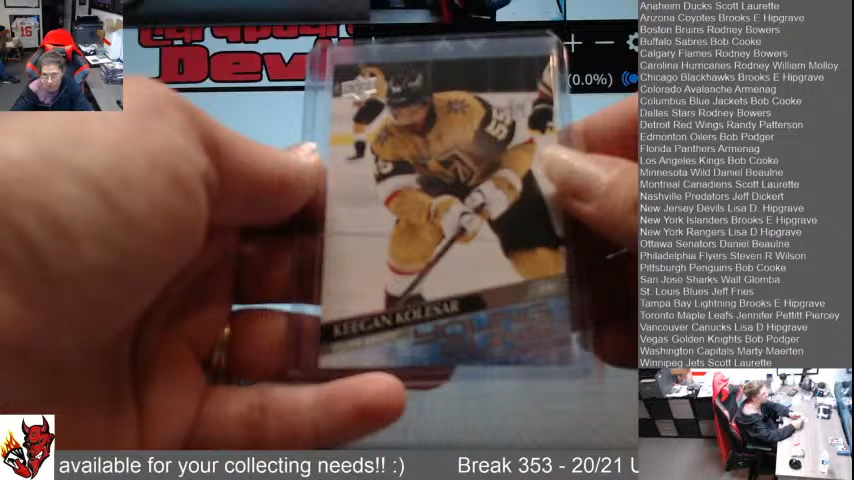 Cardboard
Devil
(0.0%)
16
55
KEEGAN KOLESAR
YOUNG
Anaheim Ducks Scott Laurette
Arizona Coyotes Brooks E Hipgrave
Boston Bruins Rodney Bowers
Buffalo Sabres Bob Cooke
Calgary Flames Rodney Bowers
Carolina Hurricanes Rodney William Molloy
Chicago Blackhawks Brooks E Hipgrave
Colorado Avalanche Armenag
Columbus Blue Jackets Bob Cooke
Dallas Stars Rodney Bowers
Detroit Red Wings Randy Patterson
Edmonton Oilers Bob Podger
Florida Panthers Armenag
Los Angeles Kings Bob Cooke
Minnesota Wild Daniel Beaulne
Montreal Canadiens Scott Laurette
Nashville Predators Jeff Dickert
New Jersey Devils Lisa D. Hipgrave
New York Islanders Brooks E Hipgrave
New York Rangers Lisa D Hipgrave
Ottawa Senators Daniel Beaulne
Philadelphia Flyers Steven R Wilson
Pittsburgh Penguins Bob Cooke
San Jose Sharks Walt Glomba
St. Louis Blues Jeff Fries
Tampa Bay Lightning Brooks E Hipgrave
Toronto Maple Leafs Jennifer Pettitt Piercey
Vancouver Canucks Lisa D Hipgrave
Vegas Golden Knights Bob Podger
Washington Capitals Marty Maerten
Winnipeg Jets Scott Laurette
available for your collecting needs!! :) Break 353 - 20/21 U